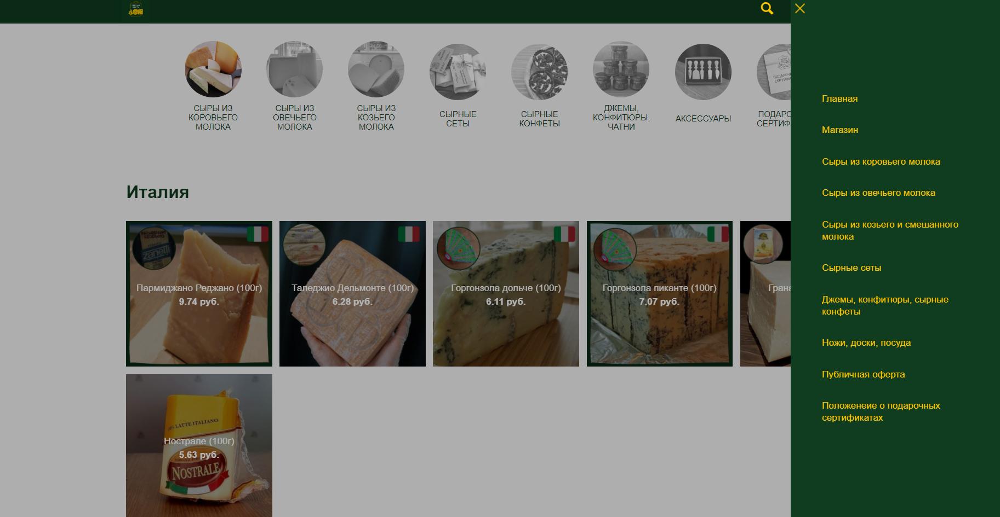 СЫРЫ ИЗ
КОРОВЬЕГО
МОЛОКА
СЫРЫ ИЗ
ОВЕЧЬЕГО
МОЛОКА
СЫРЫ ИЗ
КОЗЬЕГО
МОЛОКА
СЫРНЫЕ
СЕТЫ
СЫРНЫЕ
КОНФЕТЫ
ДЖЕМЫ,
КОНФИТЮРЫ,
ЧАТНИ
АКСЕССУАРЫ
ПОДАРО
СЕРТИФ
Италия
zanetti
Пармиджано Реджано (100г)
9.74 руб.
Таледжио Дельмонте (100г)
6.28 руб.
Горгонзола дольче (100г)
6.11 руб.
Горгонзола пиканте (100г)
7.07 руб.
Грана
LATTE ITALIANO
Нострале (100г)
5.63 руб.
NOSTRALE
Главная
Магазин
Сыры из коровьего молока
Сыры из овечьего молока
Сыры из козьего и смешанного
молока
Сырные сеты
Джемы, конфитюры, сырные
конфеты
Ножи, доски, посуда
Публичная оферта
Положенеие о подарочных
сертификатах